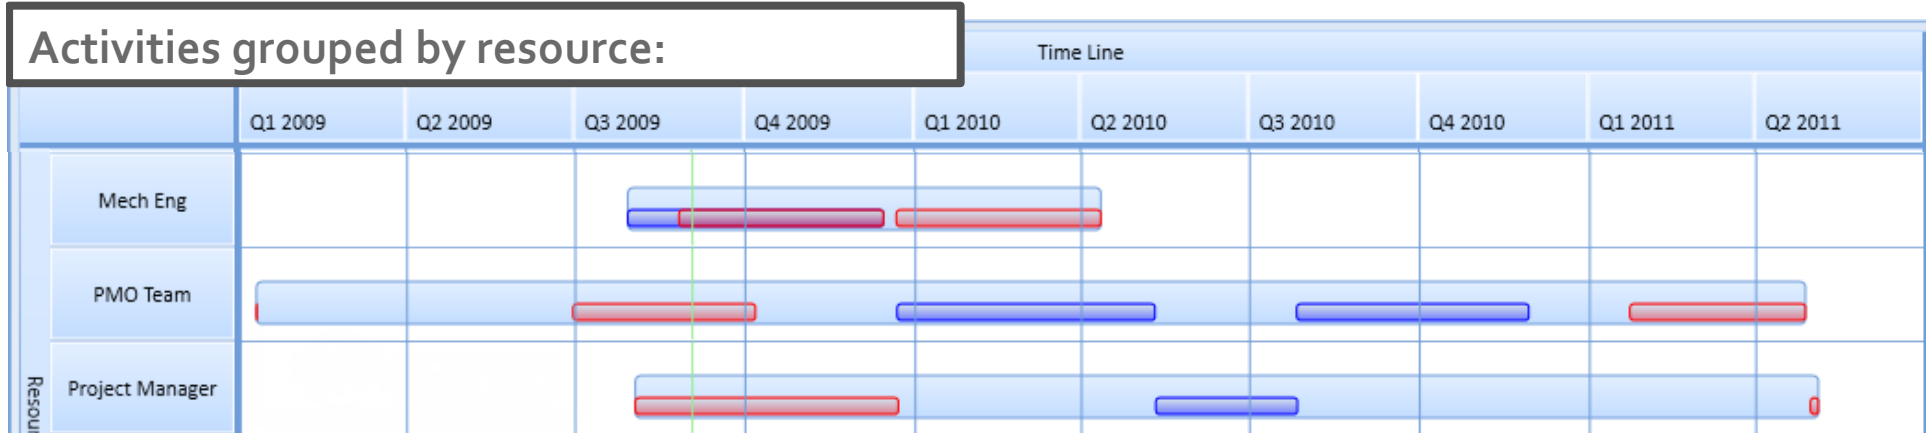 Activities grouped by resource:
Time Line
Q1 2009 Q2 2009 Q3 2009 Q4 2009 Q1 2010 Q2 2010 Q3 2010 Q4 2010 Q1 2011 Q2 2011
Mech Eng
PMO Team
Project Manager